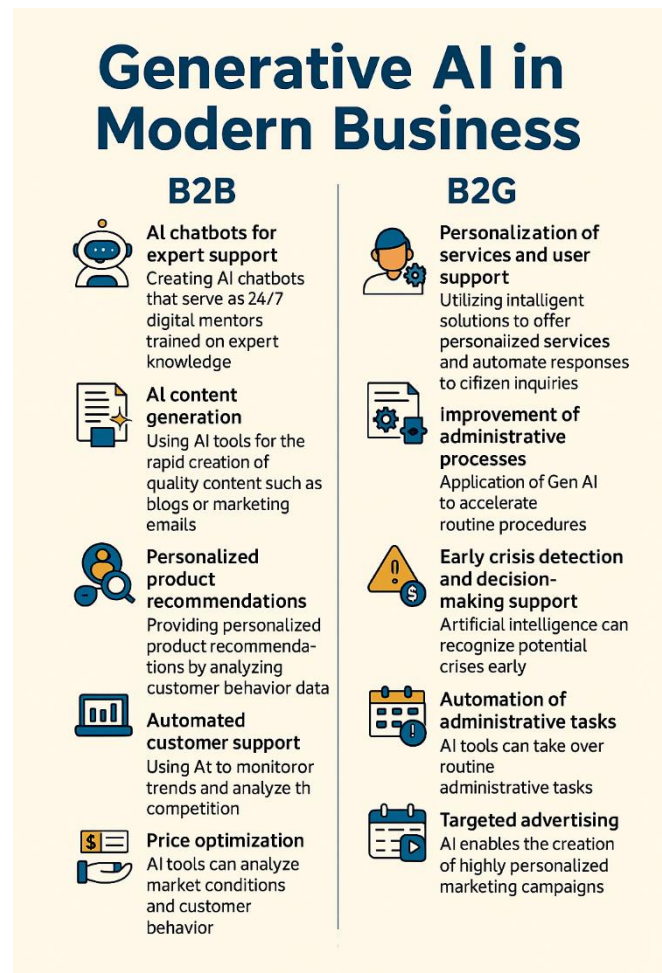 Generative AI in
Modern Business
B2B
AI chatbots for
expert support
Creating AI chatbots
that serve as 24/7
digital mentors
trained on expert
knowledge
AI content
generation
Using AI tools for the
rapid creation of
quality content such as
blogs or marketing
emails
Personalized
product
recommendations
Providing personalized
product recommenda-
tions by analyzing
customer behavior data
Automated
customer support
Using At to monitoror
trends and analyze th
competition
$
Price optimization
AI tools can analyze
market conditions
and customer
behavior
B2G
Personalization of
services and user
support
Utilizing intalligent
solutions to offer
personaiized services
and automate responses
to cifizen inquiries
improvement of
administrative
processes
Application of Gen AI
to accelerate
routine procedures
$
Early crisis detection
and decision-
making support
Artificial intelligence can
recognize potential
crises early
Automation of
administrative tasks
AI tools can take over
routine
administrative tasks
Targeted advertising
AI enables the creation
of highly personalized
marketing campaigns